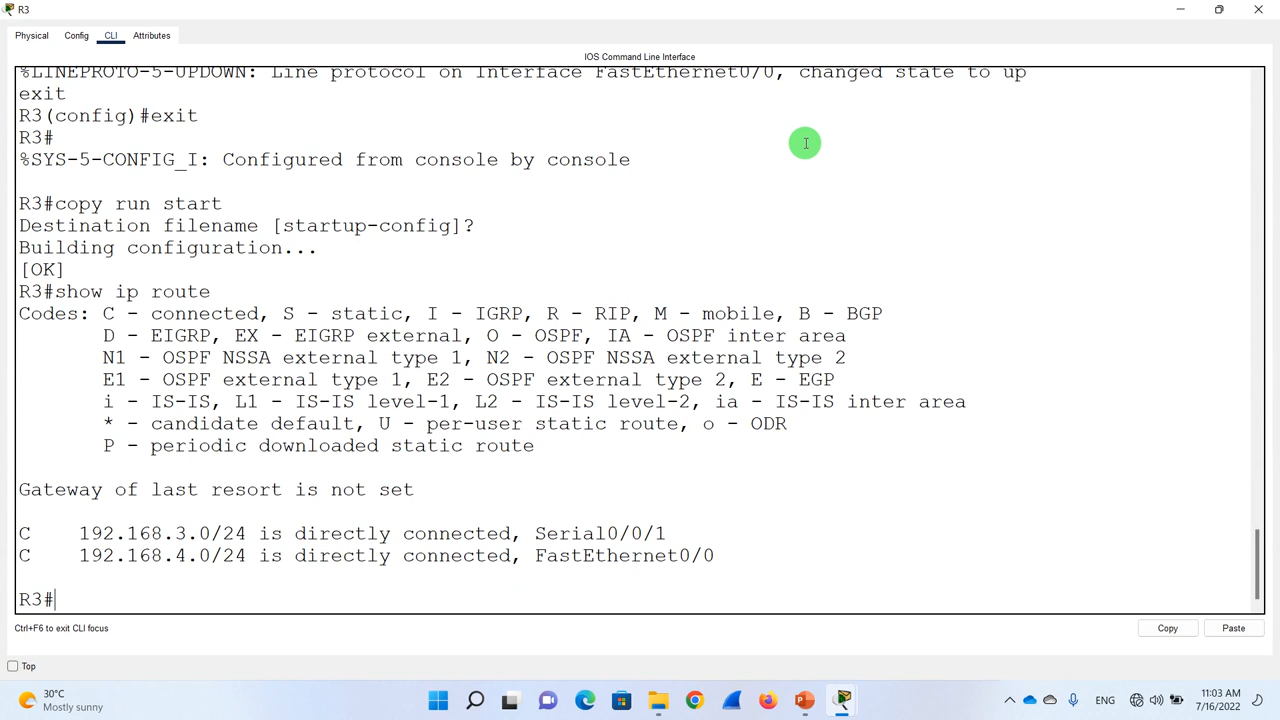 R3
Physical Config CLI Attributes
IOS Command Line Interface
%LINEPROTO-5-UPDOWN: Line protocol on Interface FastEthernet0/0, changed state to up
exit
R3(config)#exit
R3#
%SYS-5-CONFIG_I: Configured from console by console
R3#copy run start
Destination filename [startup-config]?
Building configuration...
[OK]
R3#show ip route
Codes: C - connected, S - static, I - IGRP, R - RIP, M - mobile, B - BGP
D - EIGRP, EX - EIGRP external, O - OSPF, IA - OSPF inter area
N1 - OSPF NSSA external type 1, N2 - OSPF NSSA external type 2
E1 - OSPF external type 1, E2 - OSPF external type 2, E - EGP
i - IS-IS, L1 - IS-IS level-1, L2 - IS-IS level-2, ia - IS-IS inter area
* - candidate default, U - per-user static route, o - ODR
P - periodic downloaded static route
Gateway of last resort is not set
C 192.168.3.0/24 is directly connected, Serial0/0/1
C 192.168.4.0/24 is directly connected, FastEthernet0/0
R3#
Ctrl+F6 to exit CLI focus
Copy Paste
Top
30°C
Mostly sunny
ENG
11:03 AM
7/16/2022